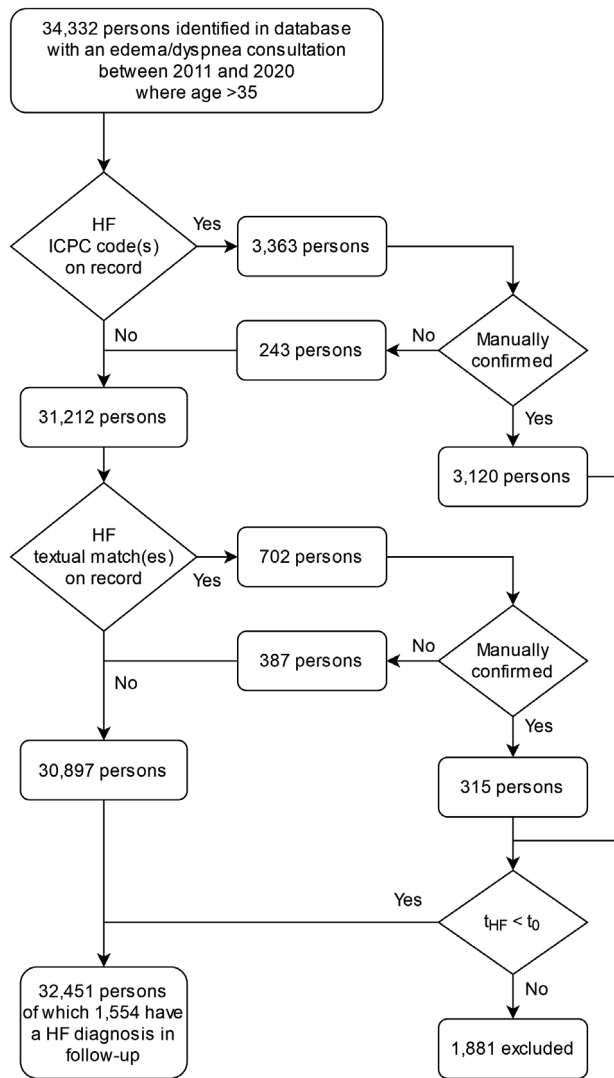 34,332 persons identified in database
with an edema/dyspnea consultation
between 2011 and 2020
where age >35
HF
ICPC code(s)
on record
Yes
3,363 persons
No
243 persons
No
Manually
confirmed
31,212 persons
Yes
3,120 persons
HF
textual match(es)
on record
Yes
702 persons
No
387 persons
No
Manually
confirmed
Yes
30,897 persons
315 persons
Yes
tHF < t0
32,451 persons
of which 1,554 have
a HF diagnosis in
follow-up
No
1,881 excluded